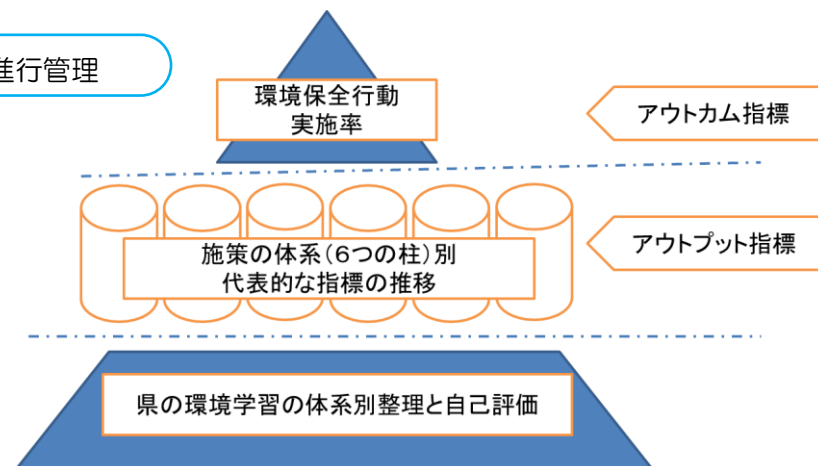 進行管理
環境保全行動
実施率
アウトカム指標
施策の体系(6つの柱)別
代表的な指標の推移
アウトプット指標
県の環境学習の体系別整理と自己評価